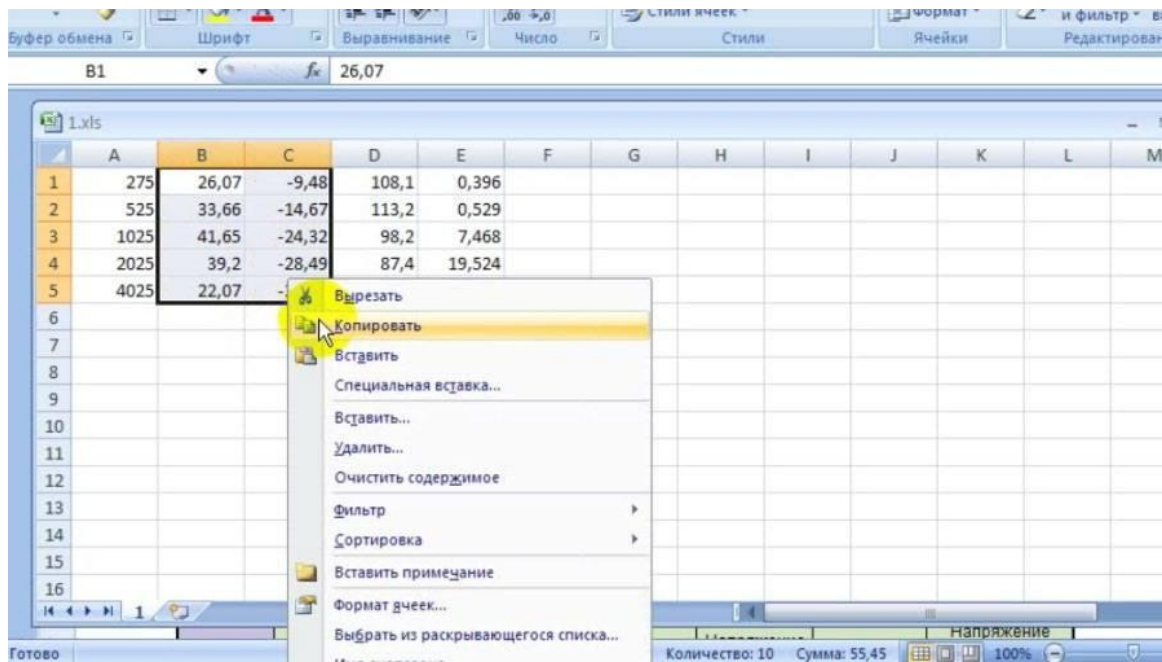 Стили ячеек
Формат
и фильтр
Буфер обмена Шрифт Выравнивание Число Стили Ячейки
B1 fx 26,07
1.xls
A B C D E F G H I J K L M
1 275 26,07 -9,48 108,1 0,396
2 525 33,66 -14,67 113,2 0,529
3 1025 41,65 -24,32 98,2 7,468
4 2025 39,2 -28,49 87,4 19,524
5 4025 22,07
6
7
8
9
10
11
12
13
14
15
16
Вырезать
Копировать
Вставить
Специальная вставка...
Вставить...
Удалить...
Очистить содержимое
Фильтр
Сортировка
Вставить примечание
Формат ячеек...
Выбрать из раскрывающегося списка...
1
Напряжение
Готово Количество: 10 Сумма: 55,45 100%